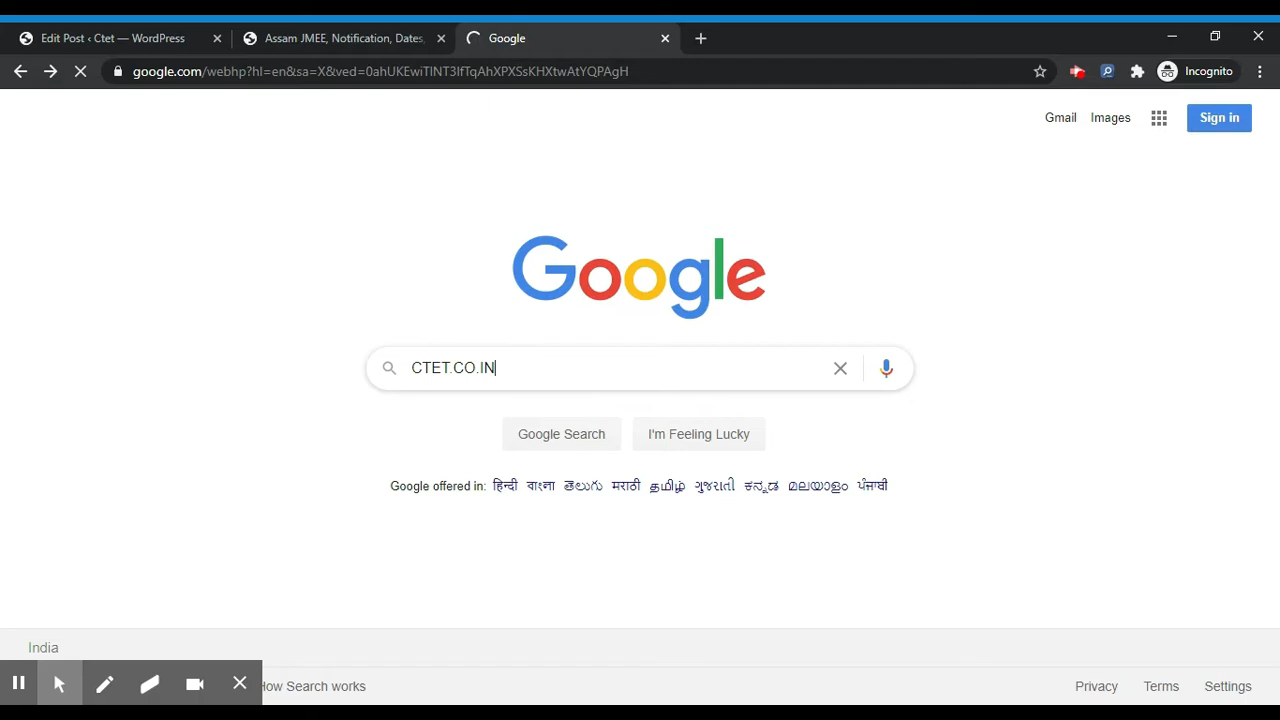 Edit Post ‹ Ctet — WordPress
Assam JMEE, Notification, Dates,
Google
google.com/webhp?hl=en&sa=X&ved=0ahUKEwiTlNT3lfTqAhXPXSsKHXtwAtYQPAgH
Incognito
Gmail Images
Sign in
Google
CTET.CO.IN
Google Search
I'm Feeling Lucky
Google offered in: हिन्दी বাংলা తెలుగు मराठी தமிழ் ગુજરાતી ಕನ್ನಡ മലയാളം ਪੰਜਾਬੀ
India
How Search works
Privacy Terms Settings